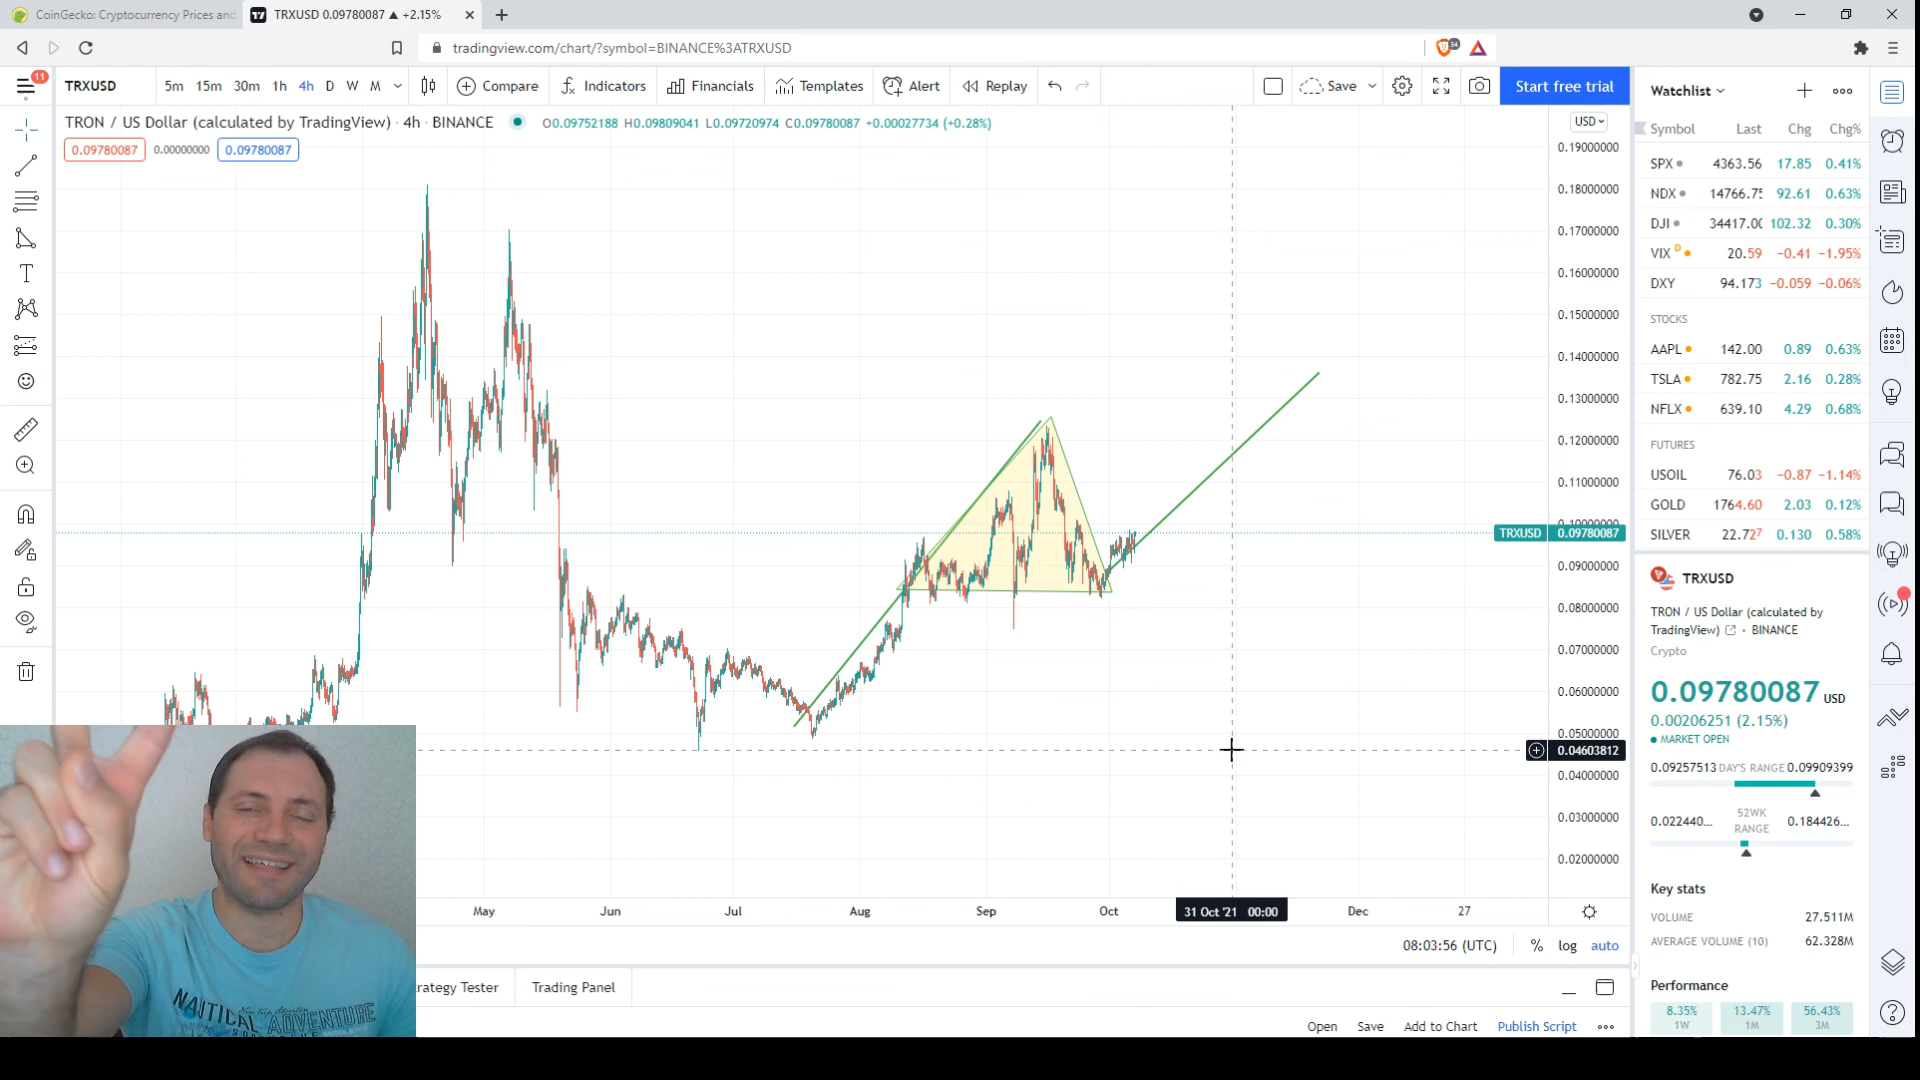 CoinGecko: Cryptocurrency Prices and
TRXUSD 0.09780087 ▲ +2.15%
tradingview.com/chart/?symbol=BINANCE%3ATRXUSD
11
TRXUSD 5m 15m 30m 1h 4h D W M Compare Indicators Financials Templates Alert Replay Save Start free trial
TRON / US Dollar (calculated by TradingView) · 4h · BINANCE O0.09752188 H0.09809041 L0.09720974 C0.09780087 +0.00027734 (+0.28%)
0.09780087 0.00000000 0.09780087
USD
0.19000000
0.18000000
0.17000000
0.16000000
0.15000000
0.14000000
0.13000000
0.12000000
0.11000000
0.10000000
TRXUSD 0.09780087
0.09000000
0.08000000
0.07000000
0.06000000
0.05000000
0.04603812
0.04000000
0.03000000
0.02000000
May Jun Jul Aug Sep Oct 31 Oct '21 00:00 Dec 27
08:03:56 (UTC) % log auto
rategy Tester Trading Panel
Open Save Add to Chart Publish Script
NAUTICAL
ADVENTURE
Watchlist
Symbol Last Chg Chg%
SPX 4363.56 17.85 0.41%
NDX 14766.75 92.61 0.63%
DJI 34417.00 102.32 0.30%
VIX D 20.59 −0.41 −1.95%
DXY 94.173 −0.059 −0.06%
STOCKS
AAPL 142.00 0.89 0.63%
TSLA 782.75 2.16 0.28%
NFLX 639.10 4.29 0.68%
FUTURES
USOIL 76.03 −0.87 −1.14%
GOLD 1764.60 2.03 0.12%
SILVER 22.727 0.130 0.58%
TRXUSD
TRON / US Dollar (calculated by
TradingView) · BINANCE
Crypto
0.09780087 USD
0.00206251 (2.15%)
MARKET OPEN
0.09257513 DAY'S RANGE 0.09909399
0.022440... 52WK RANGE 0.184426...
Key stats
VOLUME 27.511M
AVERAGE VOLUME (10) 62.328M
Performance
8.35% 13.47% 56.43%
1W 1M 3M